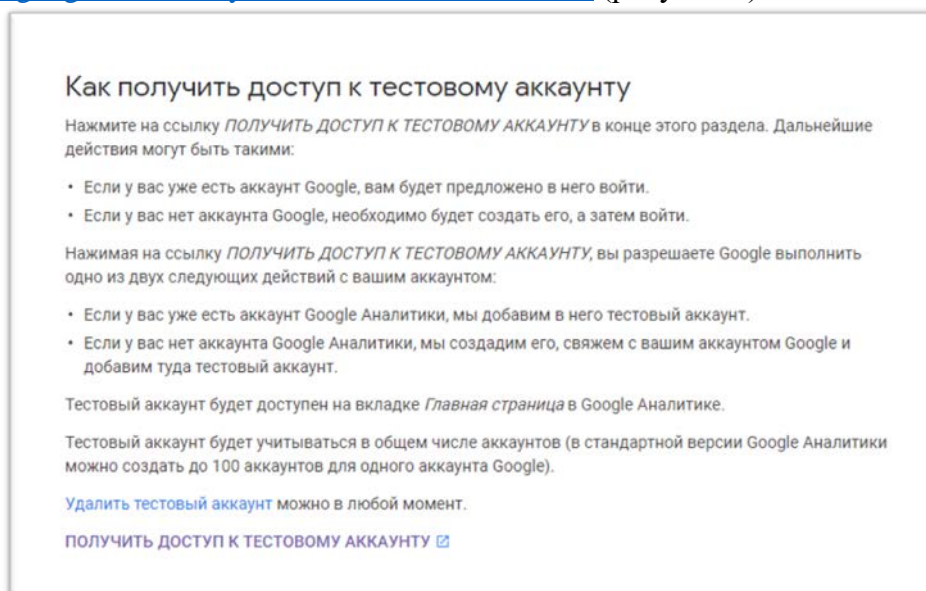 Как получить доступ к тестовому аккаунту
Нажмите на ссылку ПОЛУЧИТЬ ДОСТУП К ТЕСТОВОМУ АККАУНТУ в конце этого раздела. Дальнейшие
действия могут быть такими:
• Если у вас уже есть аккаунт Google, вам будет предложено в него войти.
• Если у вас нет аккаунта Google, необходимо будет создать его, а затем войти.
Нажимая на ссылку ПОЛУЧИТЬ ДОСТУП К ТЕСТОВОМУ АККАУНТУ, вы разрешаете Google выполнить
одно из двух следующих действий с вашим аккаунтом:
• Если у вас уже есть аккаунт Google Аналитики, мы добавим в него тестовый аккаунт.
• Если у вас нет аккаунта Google Аналитики, мы создадим его, свяжем с вашим аккаунтом Google и
добавим туда тестовый аккаунт.
Тестовый аккаунт будет доступен на вкладке Главная страница в Google Аналитике.
Тестовый аккаунт будет учитываться в общем числе аккаунтов (в стандартной версии Google Аналитики
можно создать до 100 аккаунтов для одного аккаунта Google).
Удалить тестовый аккаунт можно в любой момент.
ПОЛУЧИТЬ ДОСТУП К ТЕСТОВОМУ АККАУНТУ